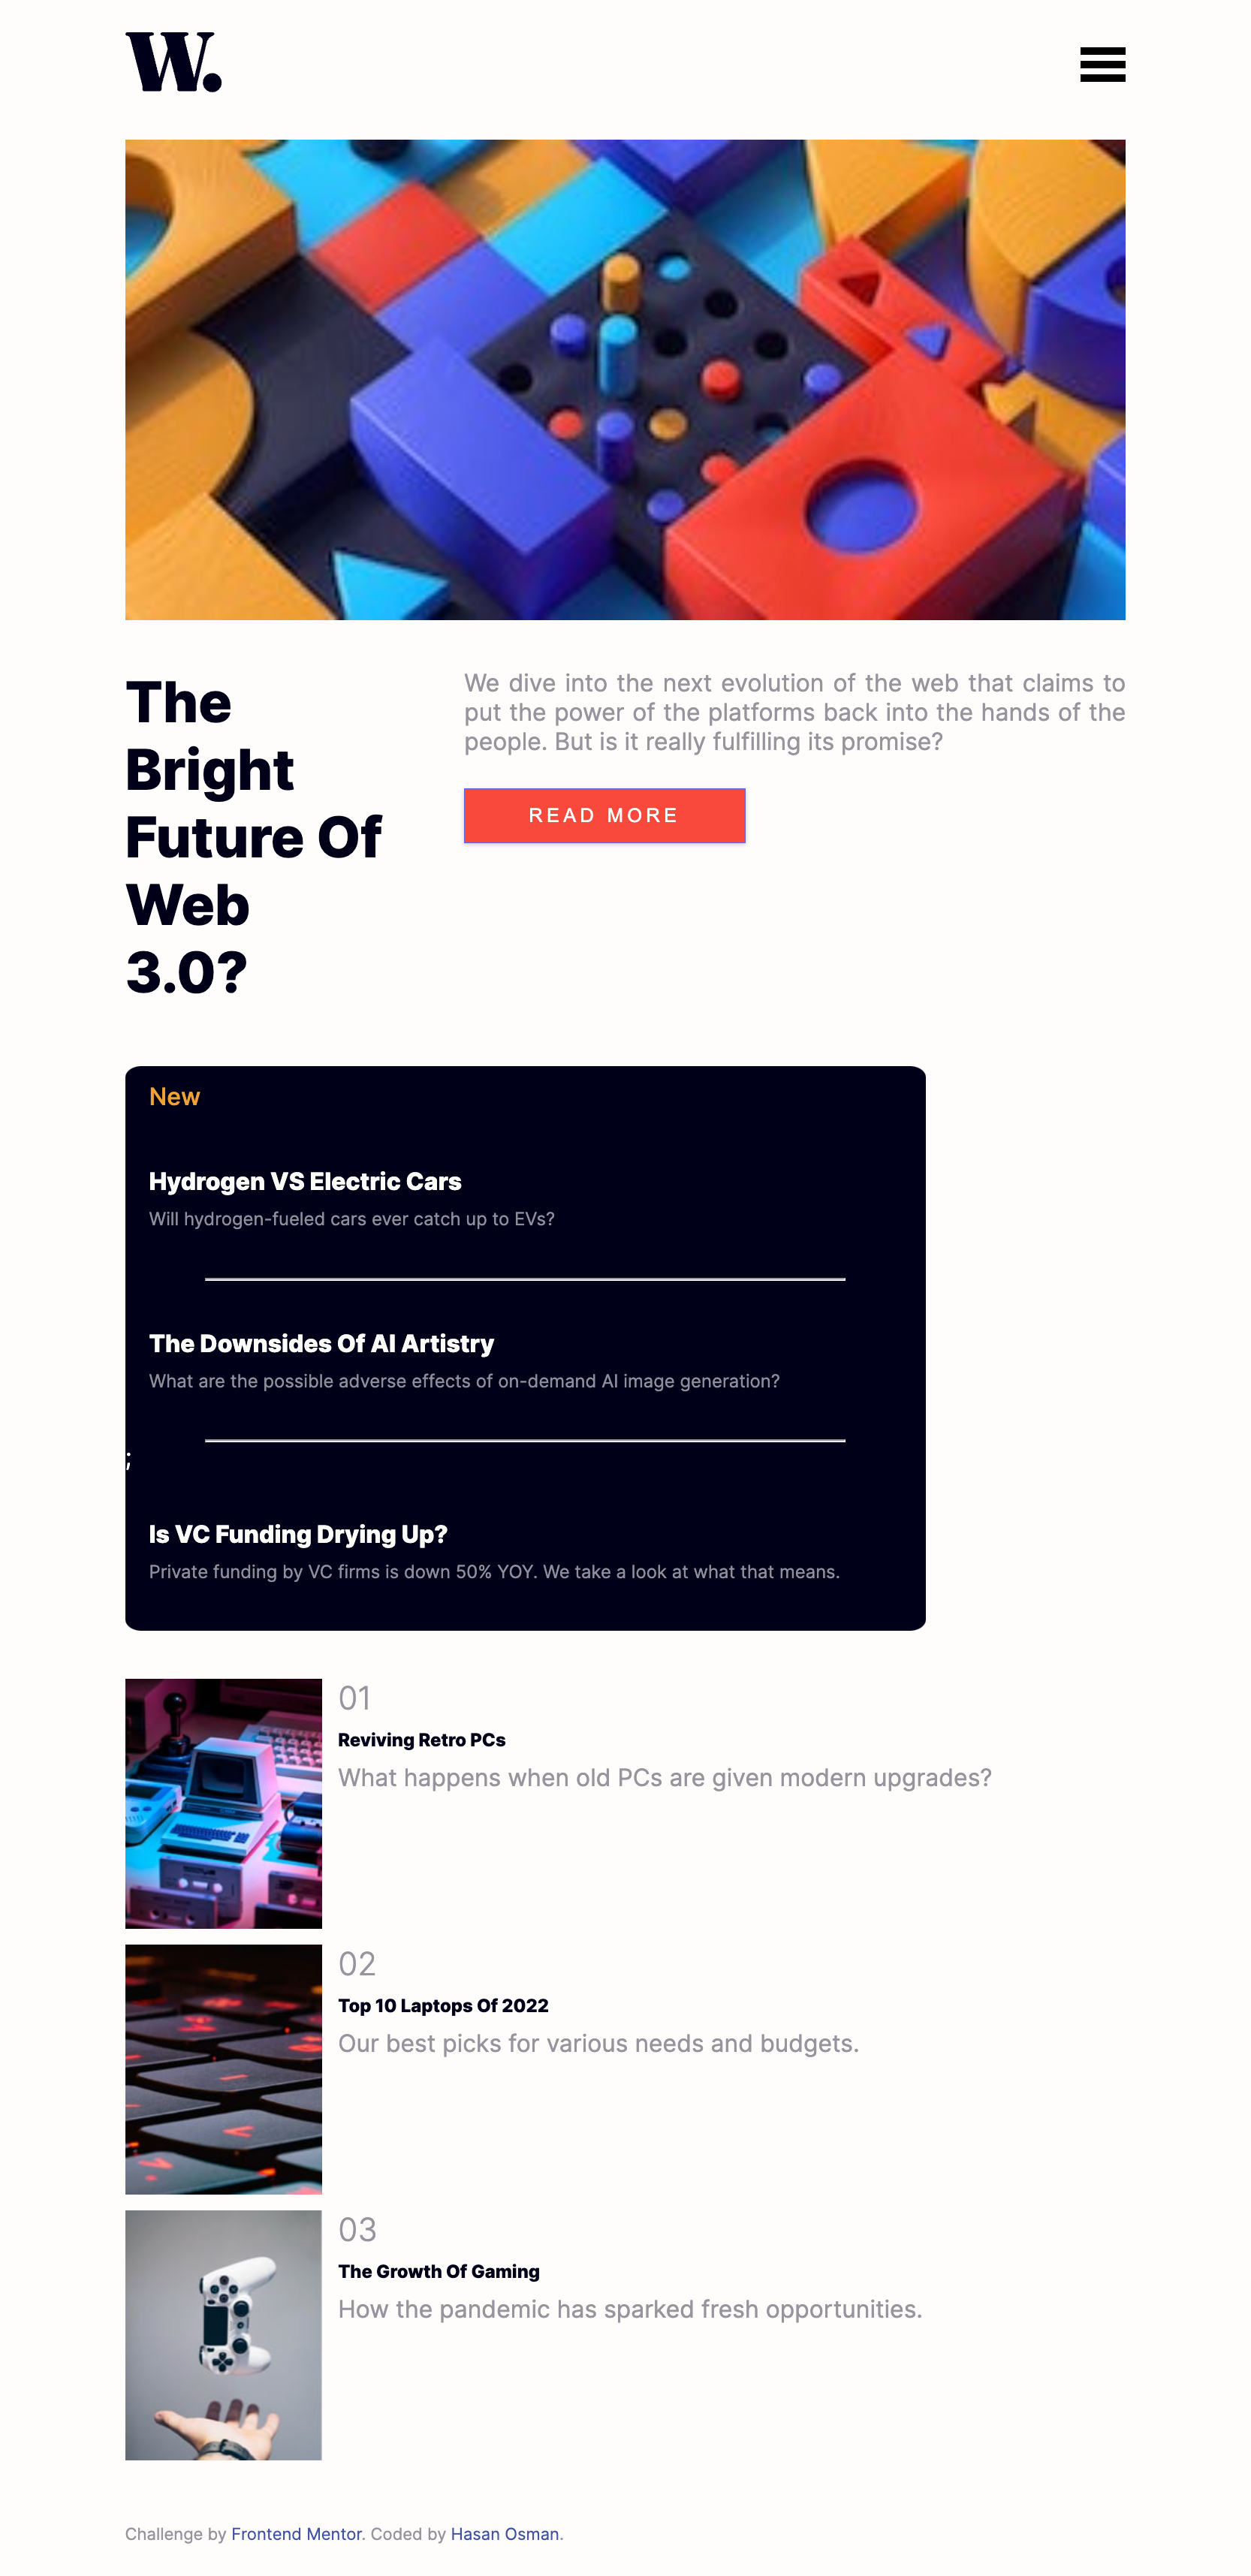 W.
The
Bright
Future Of
Web
3.0?
We dive into the next evolution of the web that claims to
put the power of the platforms back into the hands of the
people. But is it really fulfilling its promise?
READ MORE
New
Hydrogen VS Electric Cars
Will hydrogen-fueled cars ever catch up to EVs?
The Downsides Of AI Artistry
What are the possible adverse effects of on-demand AI image generation?
;
Is VC Funding Drying Up?
Private funding by VC firms is down 50% YOY. We take a look at what that means.
01
Reviving Retro PCs
What happens when old PCs are given modern upgrades?
02
Top 10 Laptops Of 2022
Our best picks for various needs and budgets.
03
The Growth Of Gaming
How the pandemic has sparked fresh opportunities.
Challenge by Frontend Mentor. Coded by Hasan Osman.